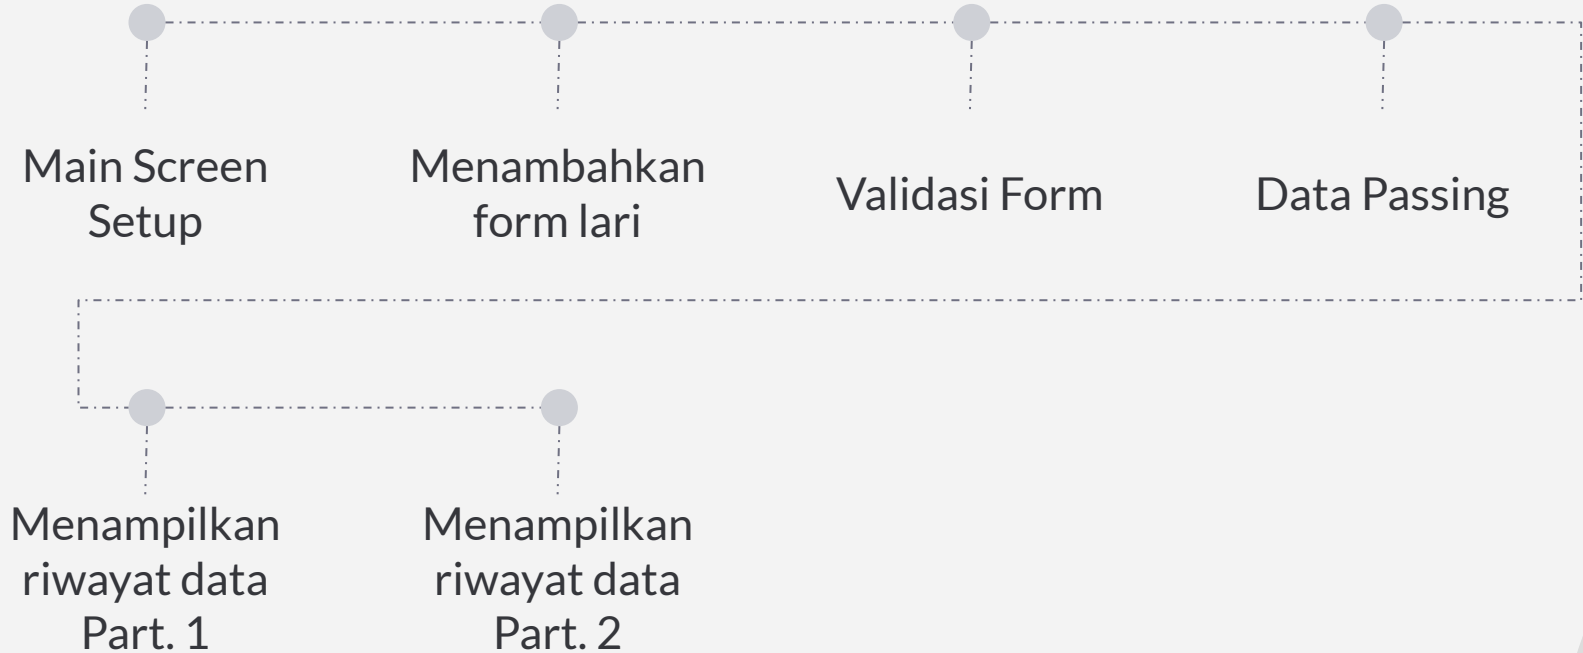 Main Screen
Setup
Menambahkan
form lari
Validasi Form
Data Passing
Menampilkan
riwayat data
Part. 1
Menampilkan
riwayat data
Part. 2